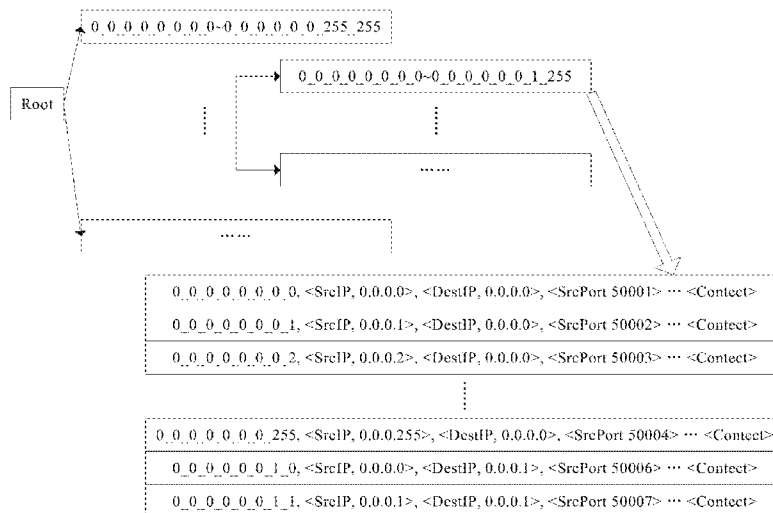 0_0_0_0_0_0_0_0~0_0_0_0_0_0_255_255
0_0_0_0_0_0_0_0~0_0_0_0_0_0_1_255
Root
⋮
⋮
······
······
0_0_0_0_0_0_0_0, <SrcIP, 0.0.0.0>, <DestIP, 0.0.0.0>, <SrcPort 50001> ··· <Contect>
0_0_0_0_0_0_0_1, <SrcIP, 0.0.0.1>, <DestIP, 0.0.0.0>, <SrcPort 50002> ··· <Contect>
0_0_0_0_0_0_0_2, <SrcIP, 0.0.0.2>, <DestIP, 0.0.0.0>, <SrcPort 50003> ··· <Contect>
⋮
0_0_0_0_0_0_0_255, <SrcIP, 0.0.0.255>, <DestIP, 0.0.0.0>, <SrcPort 50004> ··· <Contect>
0_0_0_0_0_0_1_0, <SrcIP, 0.0.0.0>, <DestIP, 0.0.0.1>, <SrcPort 50006> ··· <Contect>
0_0_0_0_0_0_1_1, <SrcIP, 0.0.0.1>, <DestIP, 0.0.0.1>, <SrcPort 50007> ··· <Contect>